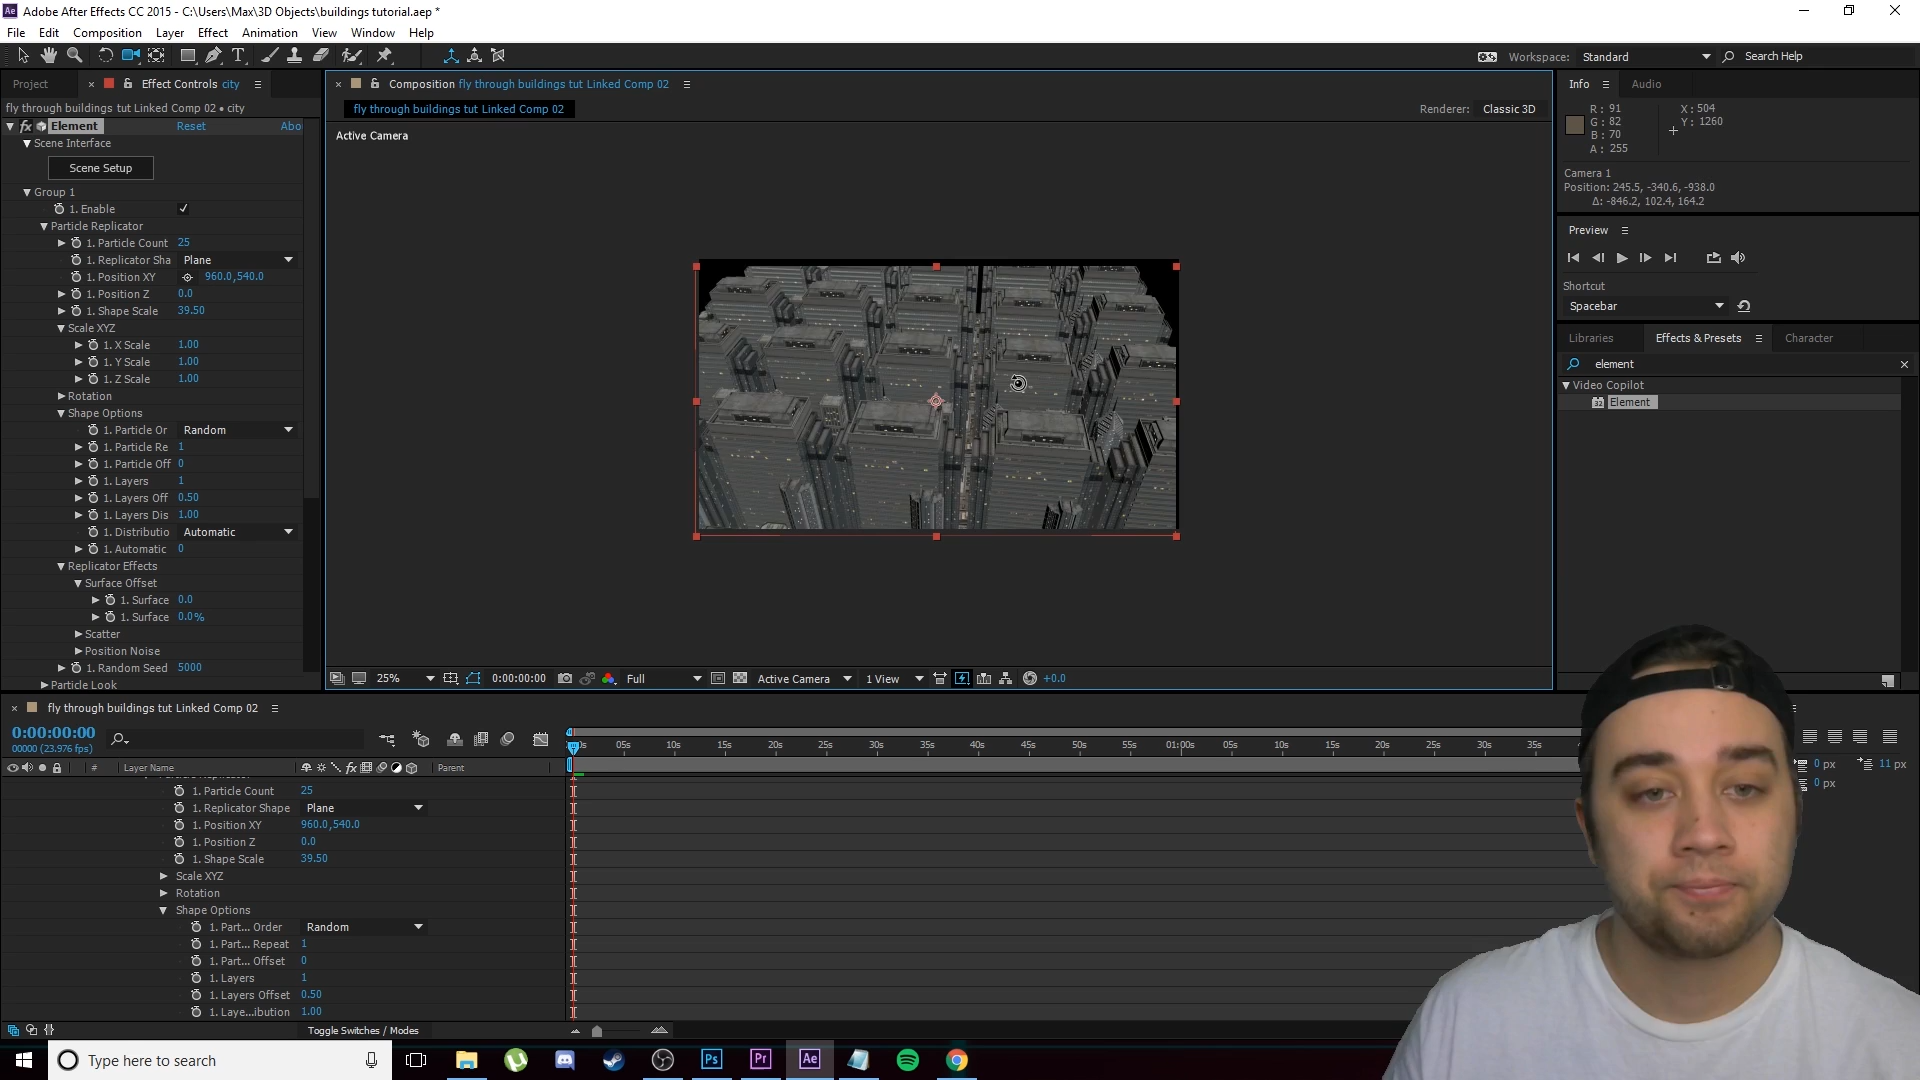 Adobe After Effects CC 2015 - C:\Users\Max\3D Objects\buildings tutorial.aep *
File Edit Composition Layer Effect Animation View Window Help
Workspace: Standard Search Help
Project Effect Controls city
fly through buildings tut Linked Comp 02 • city
fx Element Reset Abo
Scene Interface
Scene Setup
Group 1
1. Enable
Particle Replicator
1. Particle Count 25
1. Replicator Sha Plane
1. Position XY 960.0,540.0
1. Position Z 0.0
1. Shape Scale 39.50
Scale XYZ
1. X Scale 1.00
1. Y Scale 1.00
1. Z Scale 1.00
Rotation
Shape Options
1. Particle Or Random
1. Particle Re 1
1. Particle Off 0
1. Layers 1
1. Layers Off 0.50
1. Layers Dis 1.00
1. Distributio Automatic
1. Automatic 0
Replicator Effects
Surface Offset
1. Surface 0.0
1. Surface 0.0%
Scatter
Position Noise
1. Random Seed 5000
Particle Look
Composition fly through buildings tut Linked Comp 02
fly through buildings tut Linked Comp 02
Renderer: Classic 3D
Active Camera
25% 0:00:00:00 Full Active Camera 1 View +0.0
Info Audio
R: 91 X: 504
G: 82 Y: 1260
B: 70
A: 255
Camera 1
Position: 245.5, -340.6, -938.0
Δ: -846.2, 102.4, 164.2
Preview
Shortcut
Spacebar
Libraries Effects & Presets Character
element
Video Copilot
32 Element
fly through buildings tut Linked Comp 02
0:00:00:00
00000 (23.976 fps)
05s 10s 15s 20s 25s 30s 35s 40s 45s 50s 55s 01:00s 05s 10s 15s 20s 25s 30s 35s
# Layer Name Parent
1. Particle Count 25
1. Replicator Shape Plane
1. Position XY 960.0,540.0
1. Position Z 0.0
1. Shape Scale 39.50
Scale XYZ
Rotation
Shape Options
1. Part... Order Random
1. Part... Repeat 1
1. Part... Offset 0
1. Layers 1
1. Layers Offset 0.50
1. Laye...ibution 1.00
Toggle Switches / Modes
0 px 11 px
0 px
Type here to search
Ps Pr Ae